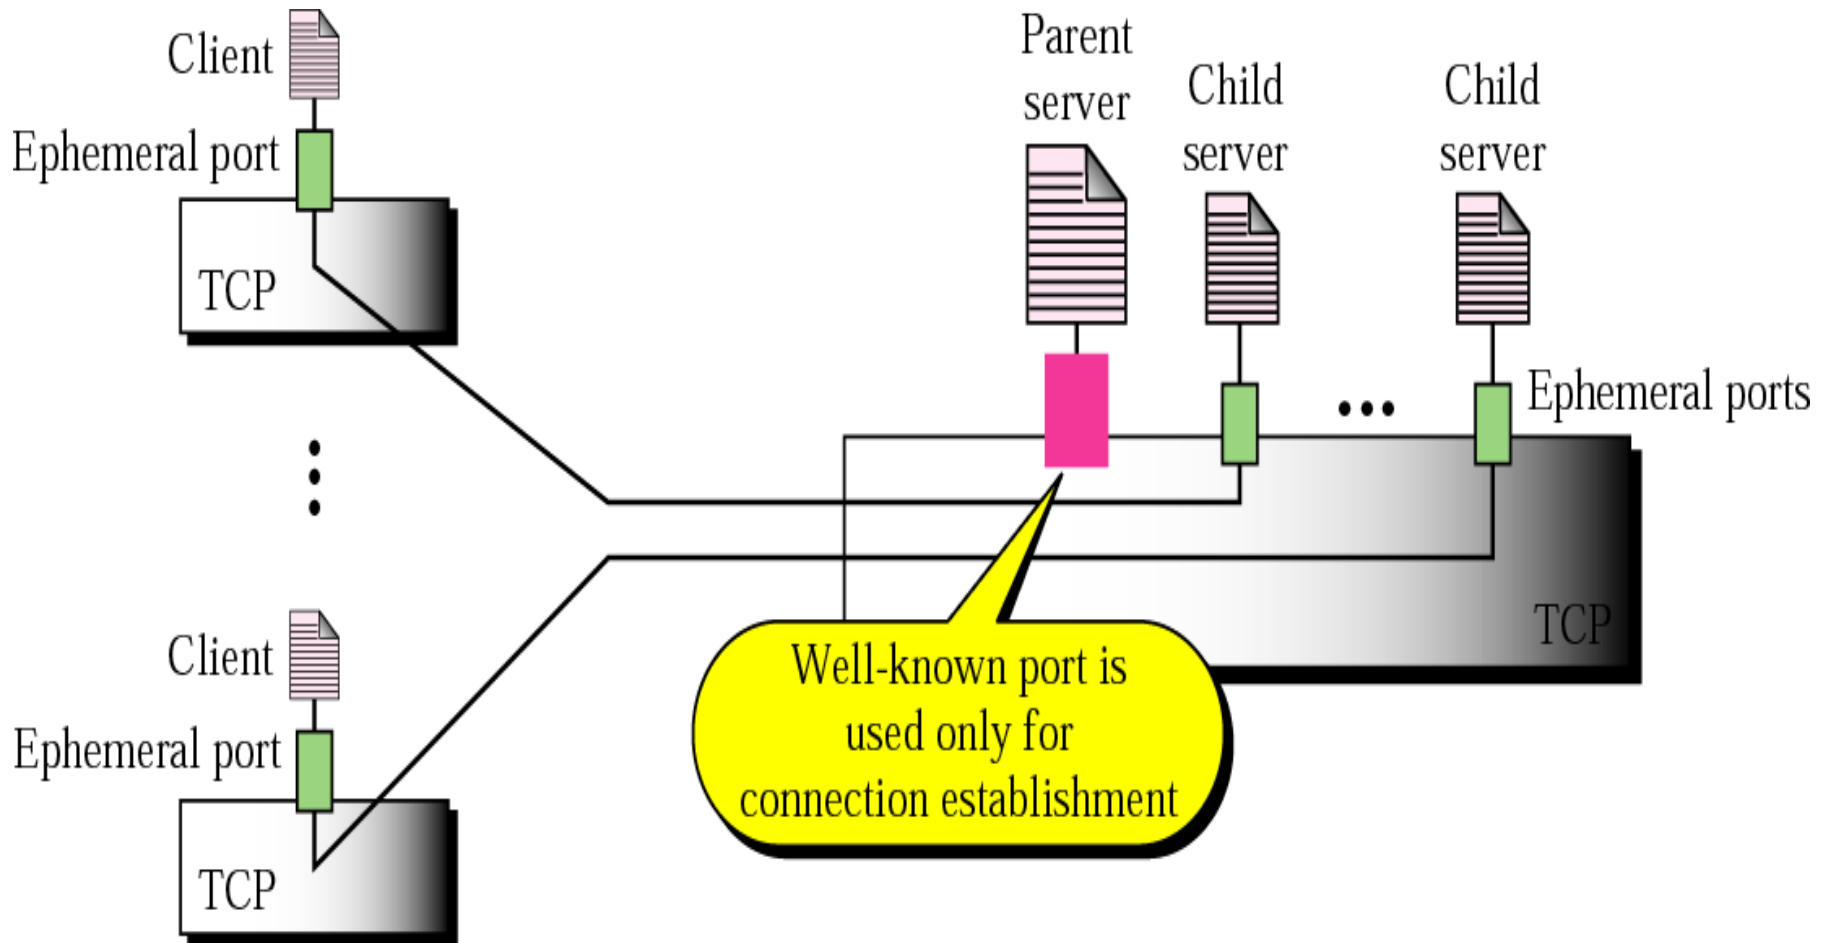 Client
Ephemeral port
TCP
Client
Ephemeral port
TCP
Parent
server
Child
server
Child
server
Ephemeral ports
TCP
Well-known port is
used only for
connection establishment